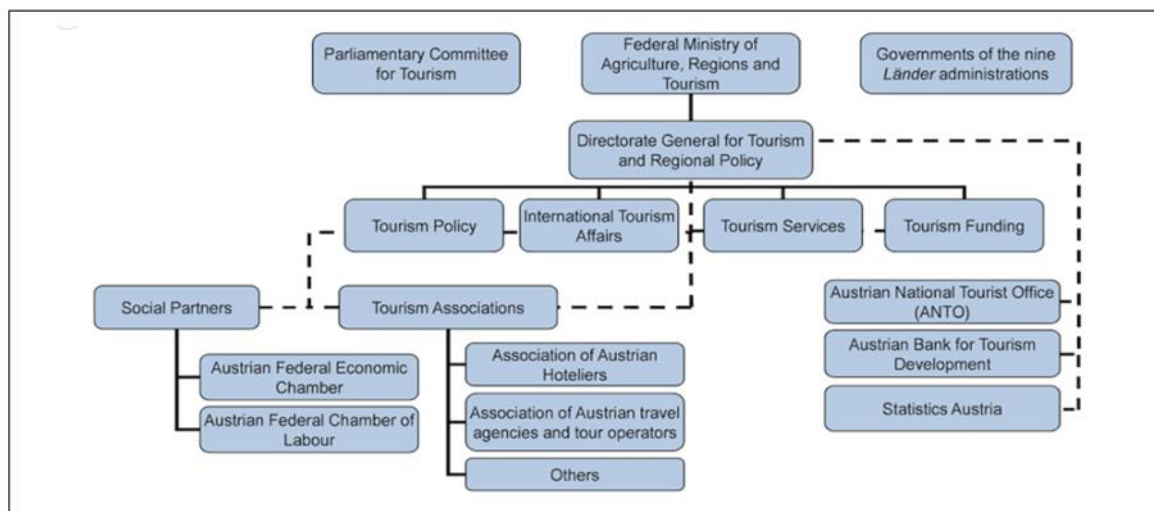 Parliamentary Committee
for Tourism
Federal Ministry of
Agriculture, Regions and
Tourism
Governments of the nine
Länder administrations
Directorate General for Tourism
and Regional Policy
Tourism Policy
International Tourism
Affairs
Tourism Services
Tourism Funding
Social Partners
Tourism Associations
Austrian National Tourist Office
(ANTO)
Austrian Bank for Tourism
Development
Statistics Austria
Austrian Federal Economic
Chamber
Austrian Federal Chamber of
Labour
Association of Austrian
Hoteliers
Association of Austrian travel
agencies and tour operators
Others